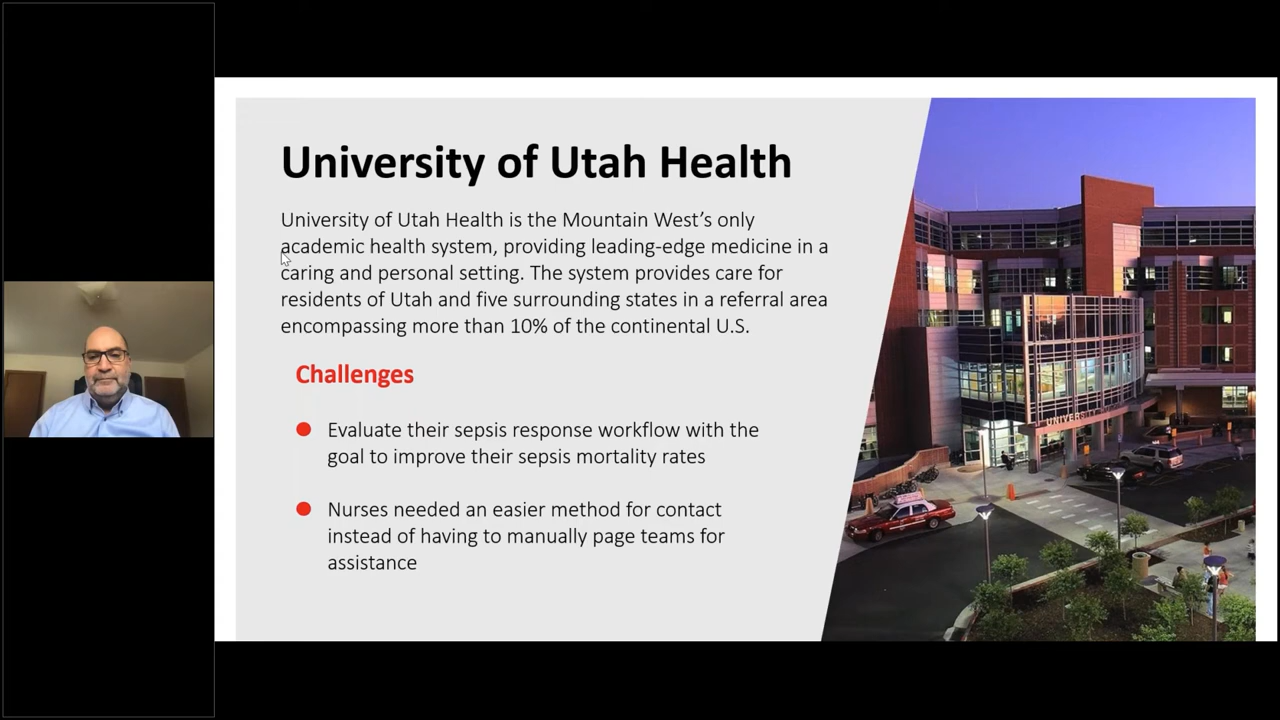 University of Utah Health
University of Utah Health is the Mountain West's only
academic health system, providing leading-edge medicine in a
caring and personal setting. The system provides care for
residents of Utah and five surrounding states in a referral area
encompassing more than 10% of the continental U.S.
Challenges
Evaluate their sepsis response workflow with the
goal to improve their sepsis mortality rates
Nurses needed an easier method for contact
instead of having to manually page teams for
assistance
UNIVERSITY